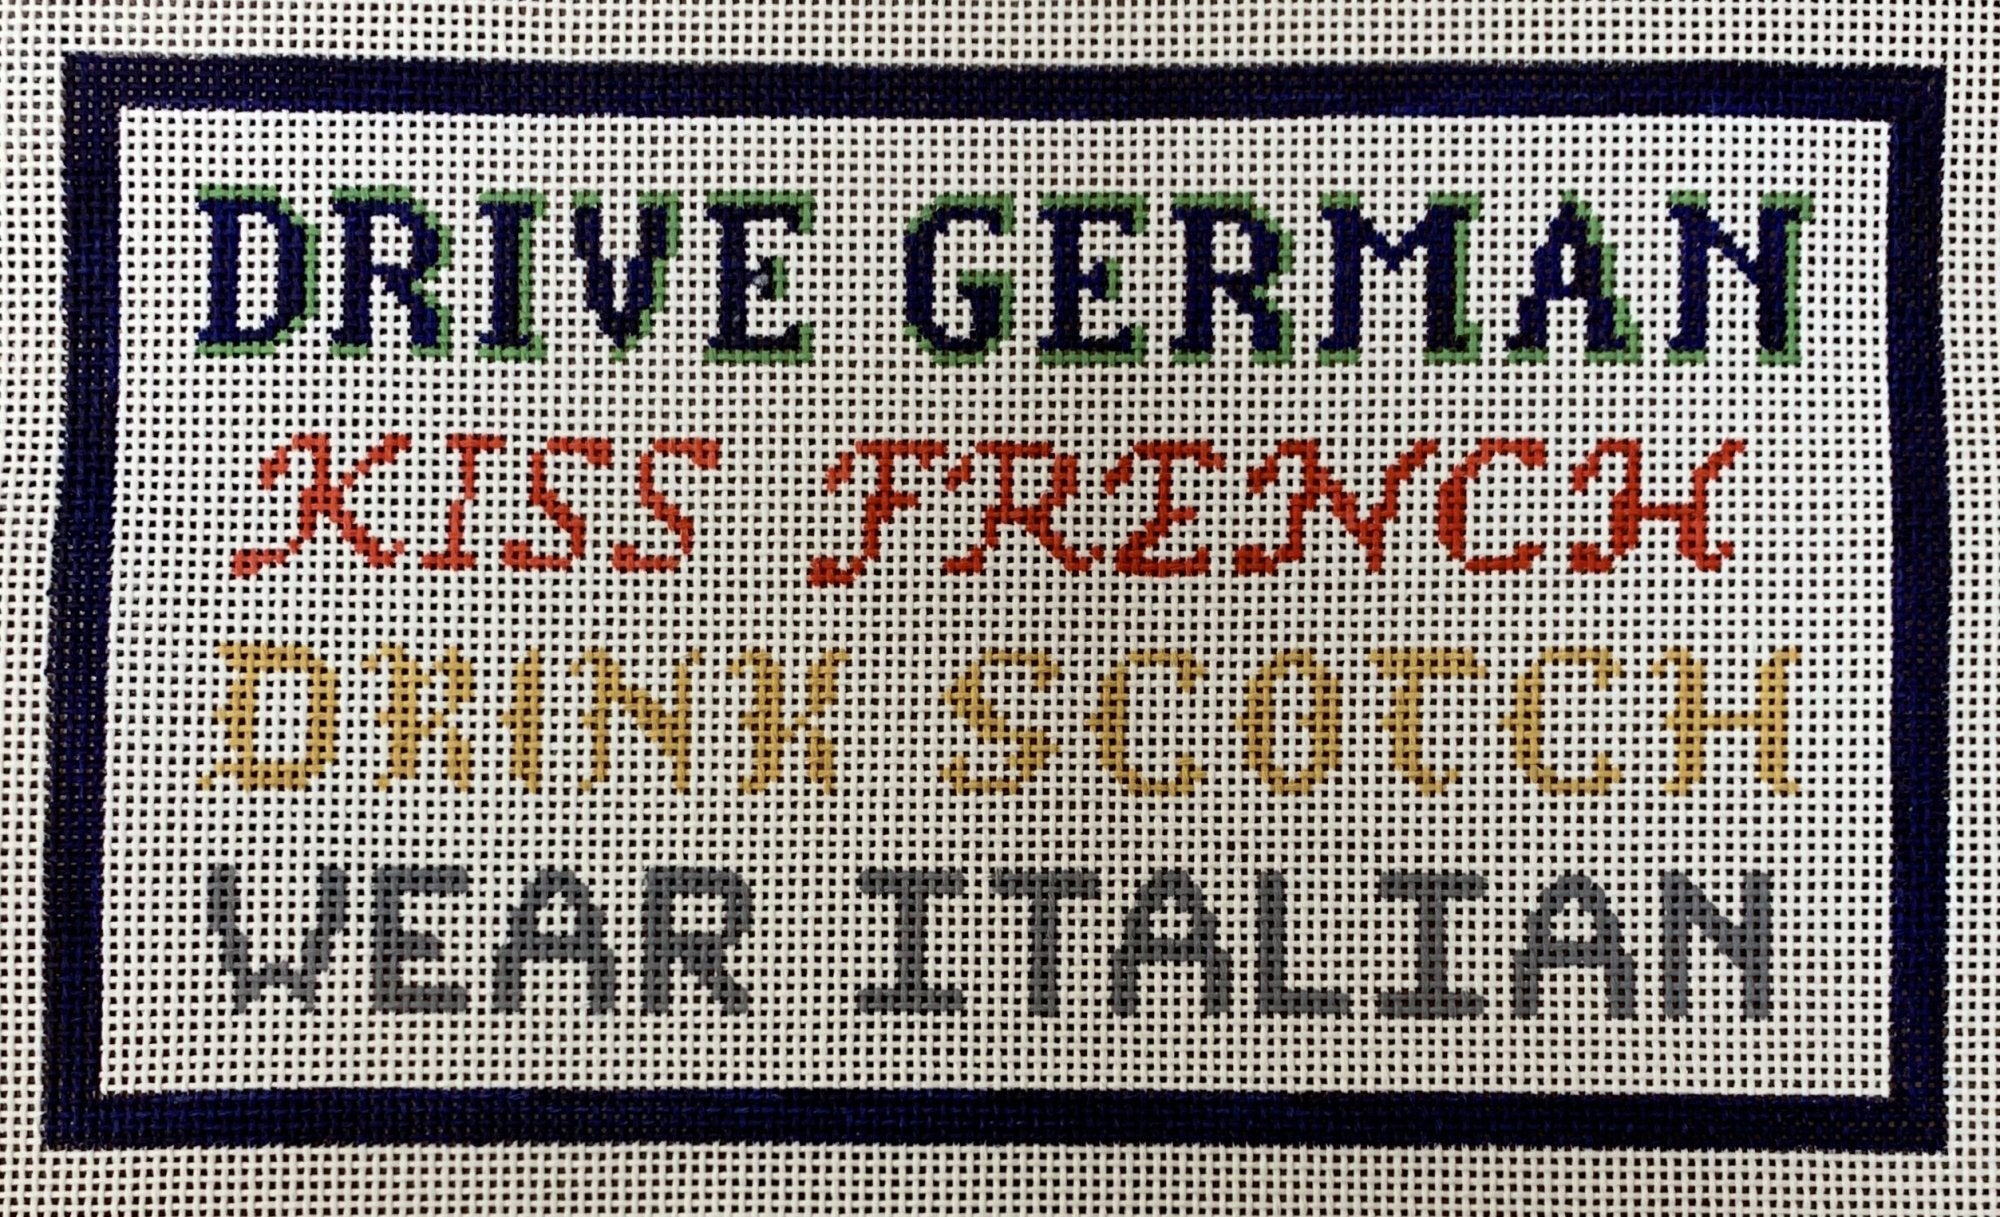 DRIVE GERMAN
KISS FRENCH
DRINK SCOTCH
WEAR ITALIAN